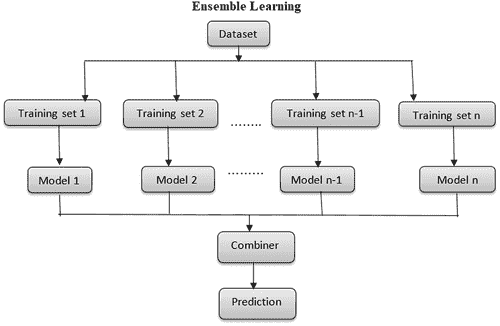 Ensemble Learning
Dataset
Training set 1 Training set 2 ........ Training set n-1 Training set n
Model 1 Model 2 ......... Model n-1 Model n
Combiner
Prediction